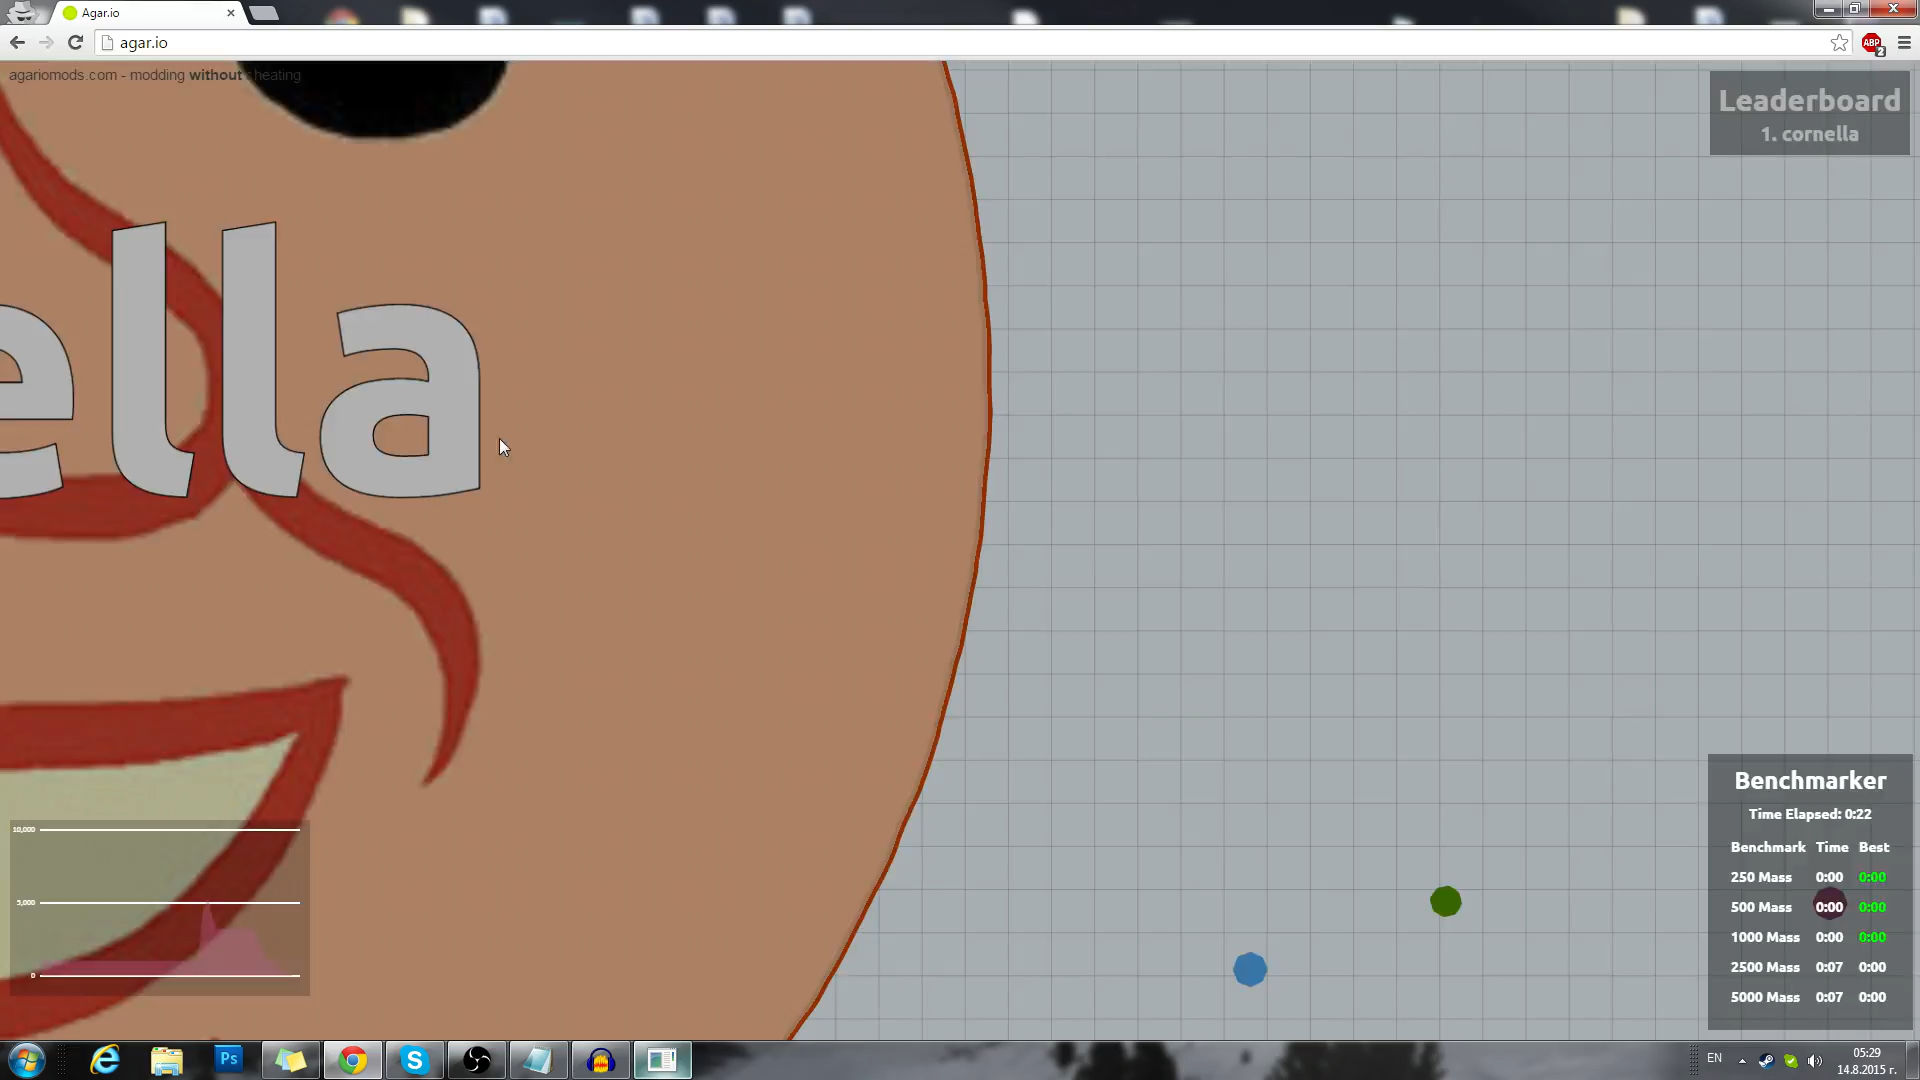 Agar.io
agar.io
ABP
2
agariomods.com - modding without cheating
Leaderboard
1. cornella
ella
Benchmarker
Time Elapsed: 0:22
Benchmark Time Best
250 Mass 0:00 0:00
500 Mass 0:00 0:00
1000 Mass 0:00 0:00
2500 Mass 0:07 0:00
5000 Mass 0:07 0:00
10,000
5,000
0
Ps
EN
05:29
14.8.2015 г.